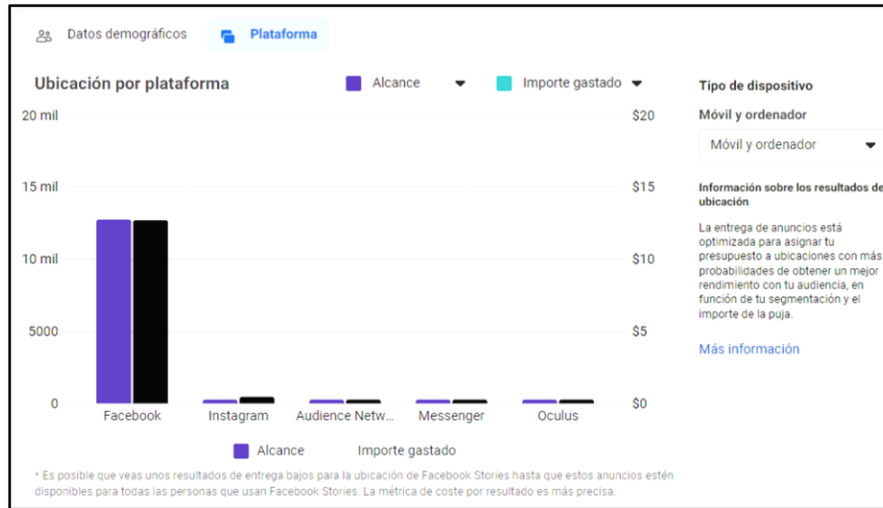 Datos demográficos
Plataforma
Ubicación por plataforma
Alcance
Importe gastado
20 mil
15 mil
10 mil
5000
0
$20
$15
$10
$5
$0
Facebook
Instagram
Audience Netw...
Messenger
Oculus
Alcance
Importe gastado
* Es posible que veas unos resultados de entrega bajos para la ubicación de Facebook Stories hasta que estos anuncios estén
disponibles para todas las personas que usan Facebook Stories. La métrica de coste por resultado es más precisa.
Tipo de dispositivo
Móvil y ordenador
Móvil y ordenador
Información sobre los resultados de
ubicación
La entrega de anuncios está
optimizada para asignar tu
presupuesto a ubicaciones con más
probabilidades de obtener un mejor
rendimiento con tu audiencia, en
función de tu segmentación y el
importe de la puja.
Más información